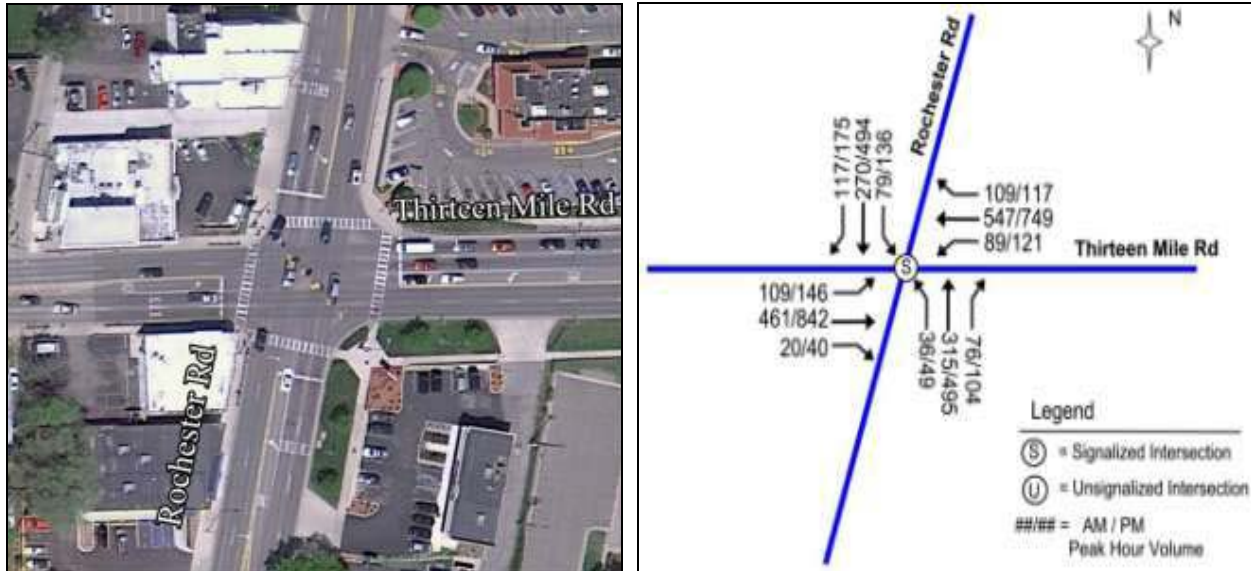 Thirteen Mile Rd
Rochester Rd
N
Rochester Rd
117/175
270/494
79/136
109/117
547/749
89/121
Thirteen Mile Rd
S
109/146
461/842
20/40
36/49
315/495
76/104
Legend
S = Signalized Intersection
U = Unsignalized Intersection
##/## = AM / PM
Peak Hour Volume